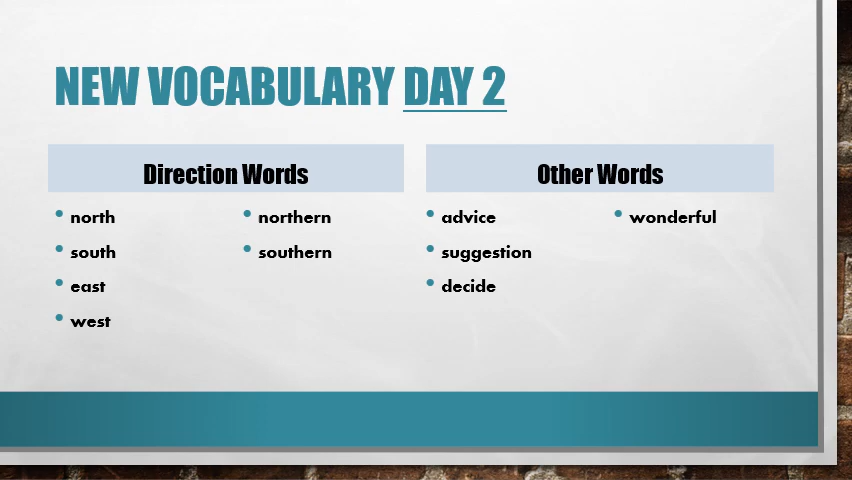 NEW VOCABULARY DAY 2
Direction Words
north
south
east
west
northern
southern
Other Words
advice
suggestion
decide
wonderful